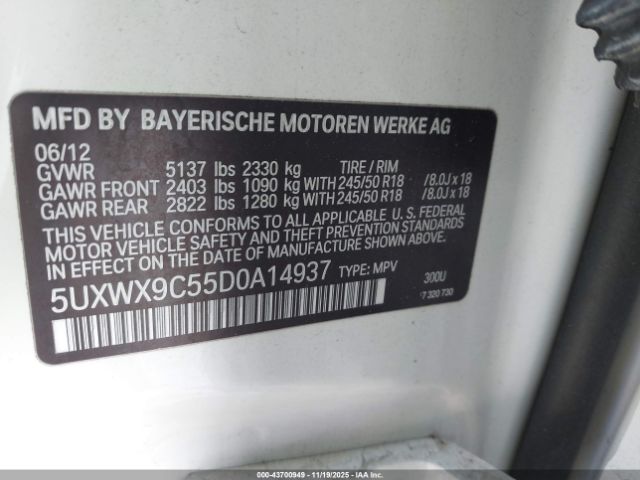 MFD BY BAYERISCHE MOTOREN WERKE AG
06/12
GVWR 5137 lbs 2330 kg TIRE / RIM
GAWR FRONT 2403 lbs 1090 kg WITH 245/50 R18 / 8.0J x 18
GAWR REAR 2822 lbs 1280 kg WITH 245/50 R18 / 8.0J x 18
THIS VEHICLE CONFORMS TO ALL APPLICABLE U. S. FEDERAL
MOTOR VEHICLE SAFETY AND THEFT PREVENTION STANDARDS
IN EFFECT ON THE DATE OF MANUFACTURE SHOWN ABOVE.
5UXWX9C55D0A14937 TYPE: MPV 300U
7 320 730
000-43700949 | 11/19/2025 - IAA, Inc.